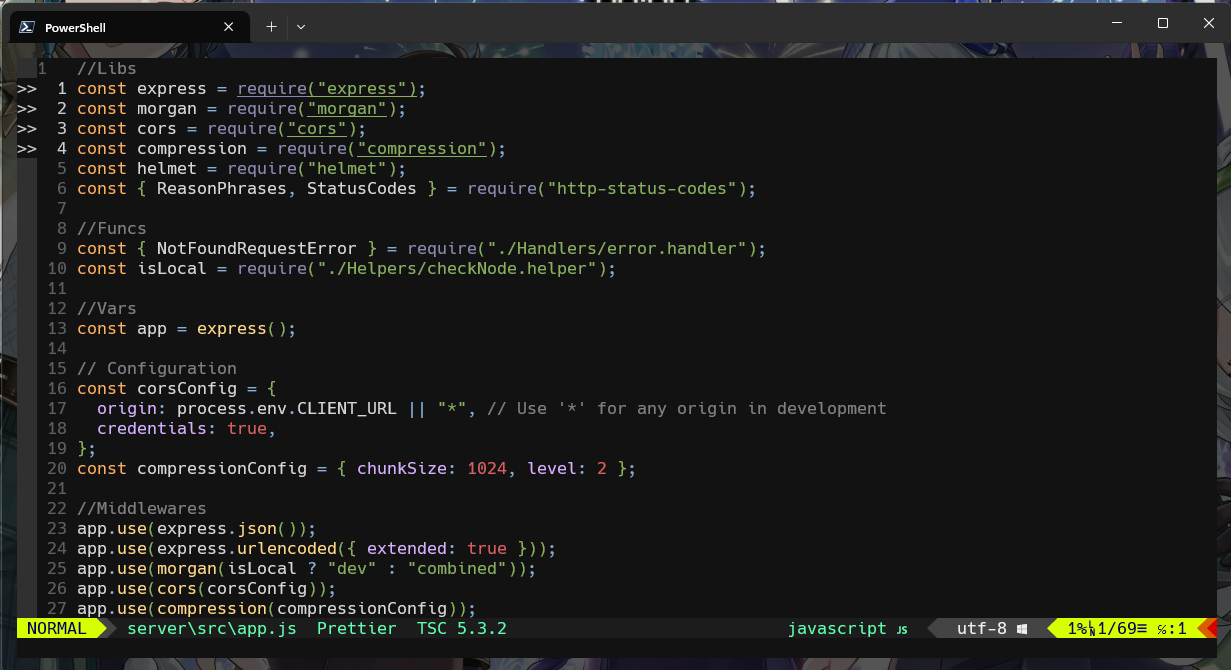 PowerShell
1 //Libs
>> 1 const express = require("express");
>> 2 const morgan = require("morgan");
>> 3 const cors = require("cors");
>> 4 const compression = require("compression");
5 const helmet = require("helmet");
6 const { ReasonPhrases, StatusCodes } = require("http-status-codes");
7
8 //Funcs
9 const { NotFoundRequestError } = require("./Handlers/error.handler");
10 const isLocal = require("./Helpers/checkNode.helper");
11
12 //Vars
13 const app = express();
14
15 // Configuration
16 const corsConfig = {
17   origin: process.env.CLIENT_URL || "*", // Use '*' for any origin in development
18   credentials: true,
19 };
20 const compressionConfig = { chunkSize: 1024, level: 2 };
21
22 //Middlewares
23 app.use(express.json());
24 app.use(express.urlencoded({ extended: true }));
25 app.use(morgan(isLocal ? "dev" : "combined"));
26 app.use(cors(corsConfig));
27 app.use(compression(compressionConfig));
NORMAL server\src\app.js Prettier TSC 5.3.2 javascript JS utf-8 1% 1/69≡ ℅:1